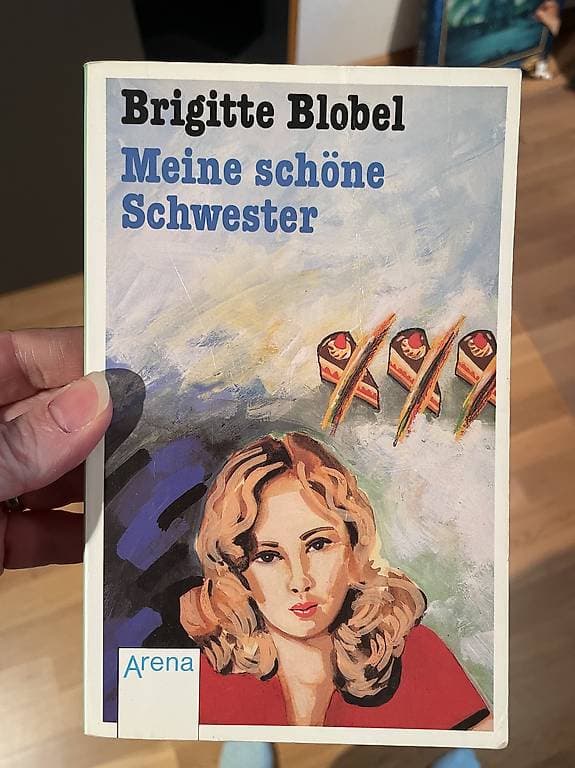 Brigitte Blobel
Meine schöne
Schwester
Arena